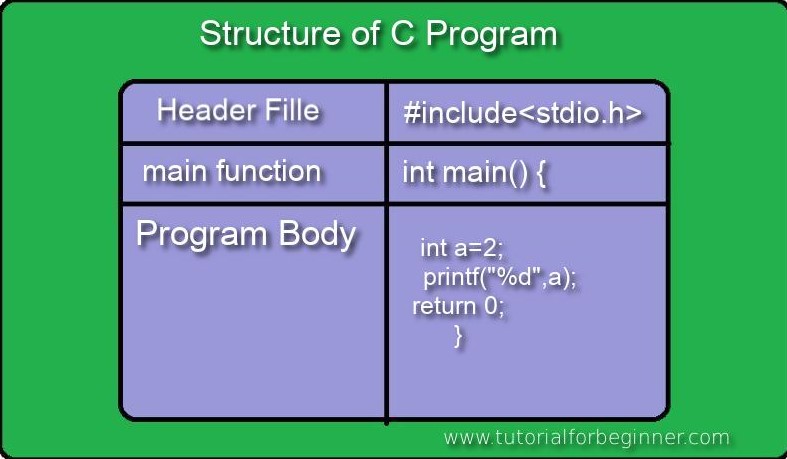 Structure of C Program
Header Fille
#include<stdio.h>
main function
int main() {
Program Body
int a=2;
printf("%d",a);
return 0;
}
www.tutorialforbeginner.com